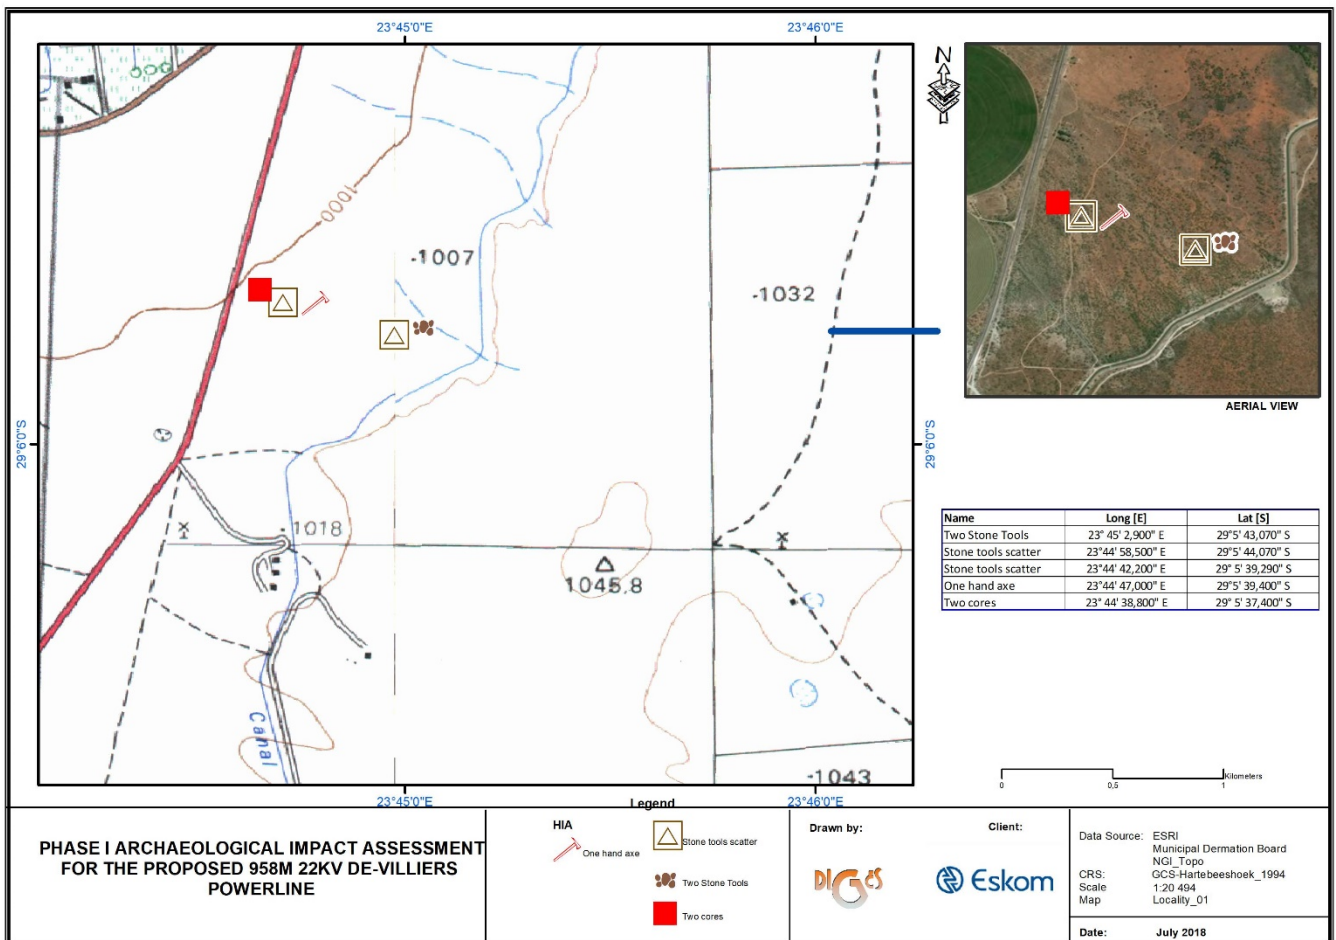 23°45'0"E
23°46'0"E
N
1000
-1007
-1032
29°6'0"S
29°6'0"S
AERIAL VIEW
1018
1045.8
Canal
-1043
23°45'0"E
23°46'0"E
Name Long [E] Lat [S]
Two Stone Tools 23° 45' 2,900" E 29°5' 43,070" S
Stone tools scatter 23°44' 58,500" E 29°5' 44,070" S
Stone tools scatter 23°44' 42,200" E 29° 5' 39,290" S
One hand axe 23°44' 47,000" E 29°5' 39,400" S
Two cores 23° 44' 38,800" E 29° 5' 37,400" S
Kilometers
0 0,5 1
PHASE I ARCHAEOLOGICAL IMPACT ASSESSMENT
FOR THE PROPOSED 958M 22KV DE-VILLIERS
POWERLINE
Legend
HIA
One hand axe
Stone tools scatter
Two Stone Tools
Two cores
Drawn by:
DIGES
Client:
Eskom
Data Source: ESRI
Municipal Dermation Board
NGI_Topo
CRS: GCS-Hartebeeshoek_1994
Scale 1:20 494
Map Locality_01
Date: July 2018